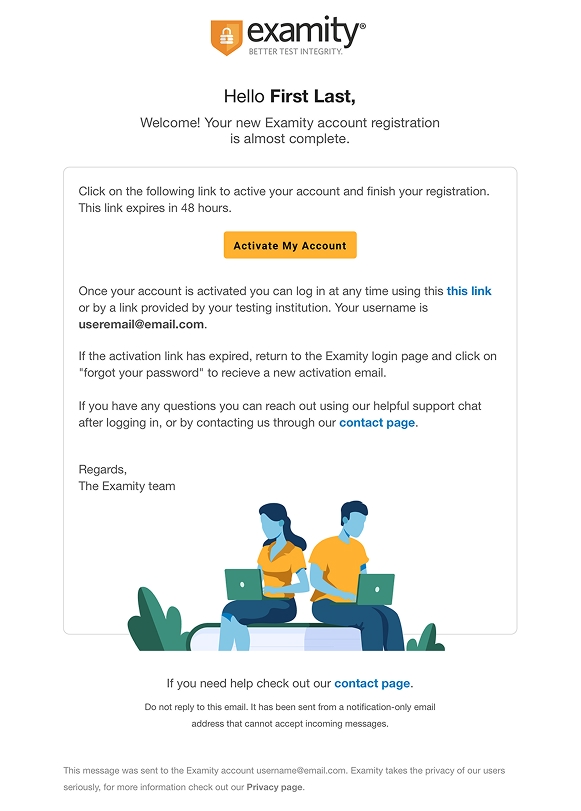 examity®
BETTER TEST INTEGRITY.
Hello First Last,
Welcome! Your new Examity account registration
is almost complete.
Click on the following link to active your account and finish your registration.
This link expires in 48 hours.
Activate My Account
Once your account is activated you can log in at any time using this this link
or by a link provided by your testing institution. Your username is
useremail@email.com.
If the activation link has expired, return to the Examity login page and click on
"forgot your password" to recieve a new activation email.
If you have any questions you can reach out using our helpful support chat
after logging in, or by contacting us through our contact page.
Regards,
The Examity team
If you need help check out our contact page.
Do not reply to this email. It has been sent from a notification-only email
address that cannot accept incoming messages.
This message was sent to the Examity account username@email.com. Examity takes the privacy of our users
seriously, for more information check out our Privacy page.